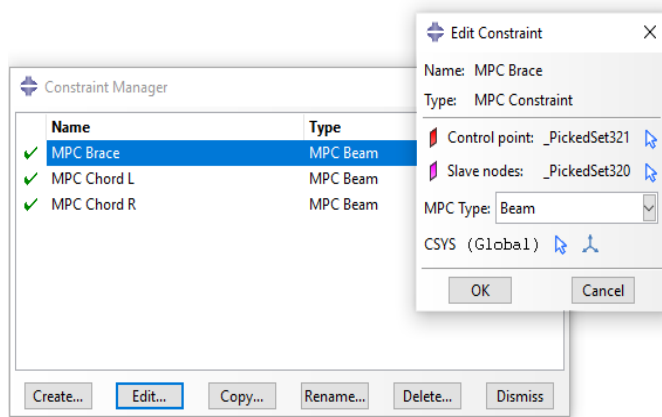 Constraint Manager
Name Type
MPC Brace MPC Beam
MPC Chord L MPC Beam
MPC Chord R MPC Beam
Create... Edit... Copy... Rename... Delete... Dismiss
Edit Constraint
Name: MPC Brace
Type: MPC Constraint
Control point: _PickedSet321
Slave nodes: _PickedSet320
MPC Type: Beam
CSYS (Global)
OK Cancel